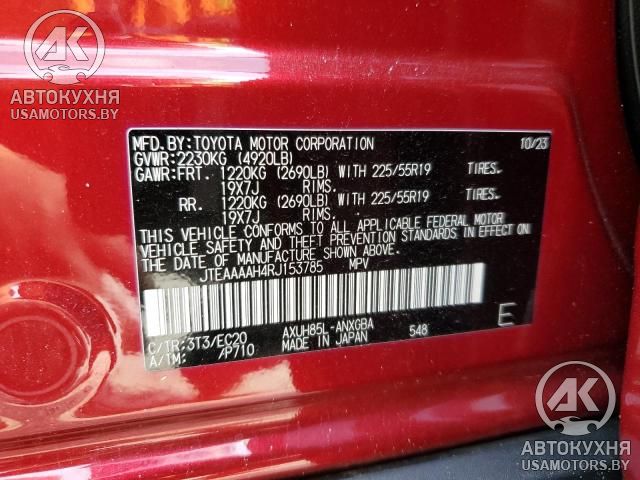 AK
АВТОКУХНЯ
USAMOTORS.BY
MFD.BY:TOYOTA MOTOR CORPORATION 10/23
GVWR:2230KG (4920LB)
GAWR:FRT. 1220KG (2690LB) WITH 225/55R19 TIRES.
19X7J RIMS.
RR. 1220KG (2690LB) WITH 225/55R19 TIRES.
19X7J RIMS.
THIS VEHICLE CONFORMS TO ALL APPLICABLE FEDERAL MOTOR
VEHICLE SAFETY AND THEFT PREVENTION STANDARDS IN EFFECT ON
THE DATE OF MANUFACTURE SHOWN ABOVE.
JTEAAAAH4RJ153785 MPV
C/TR:3T3/EC20 AXUH85L-ANXGBA 548
A/TM: /P710 MADE IN JAPAN E
AK
АВТОКУХНЯ
USAMOTORS.BY